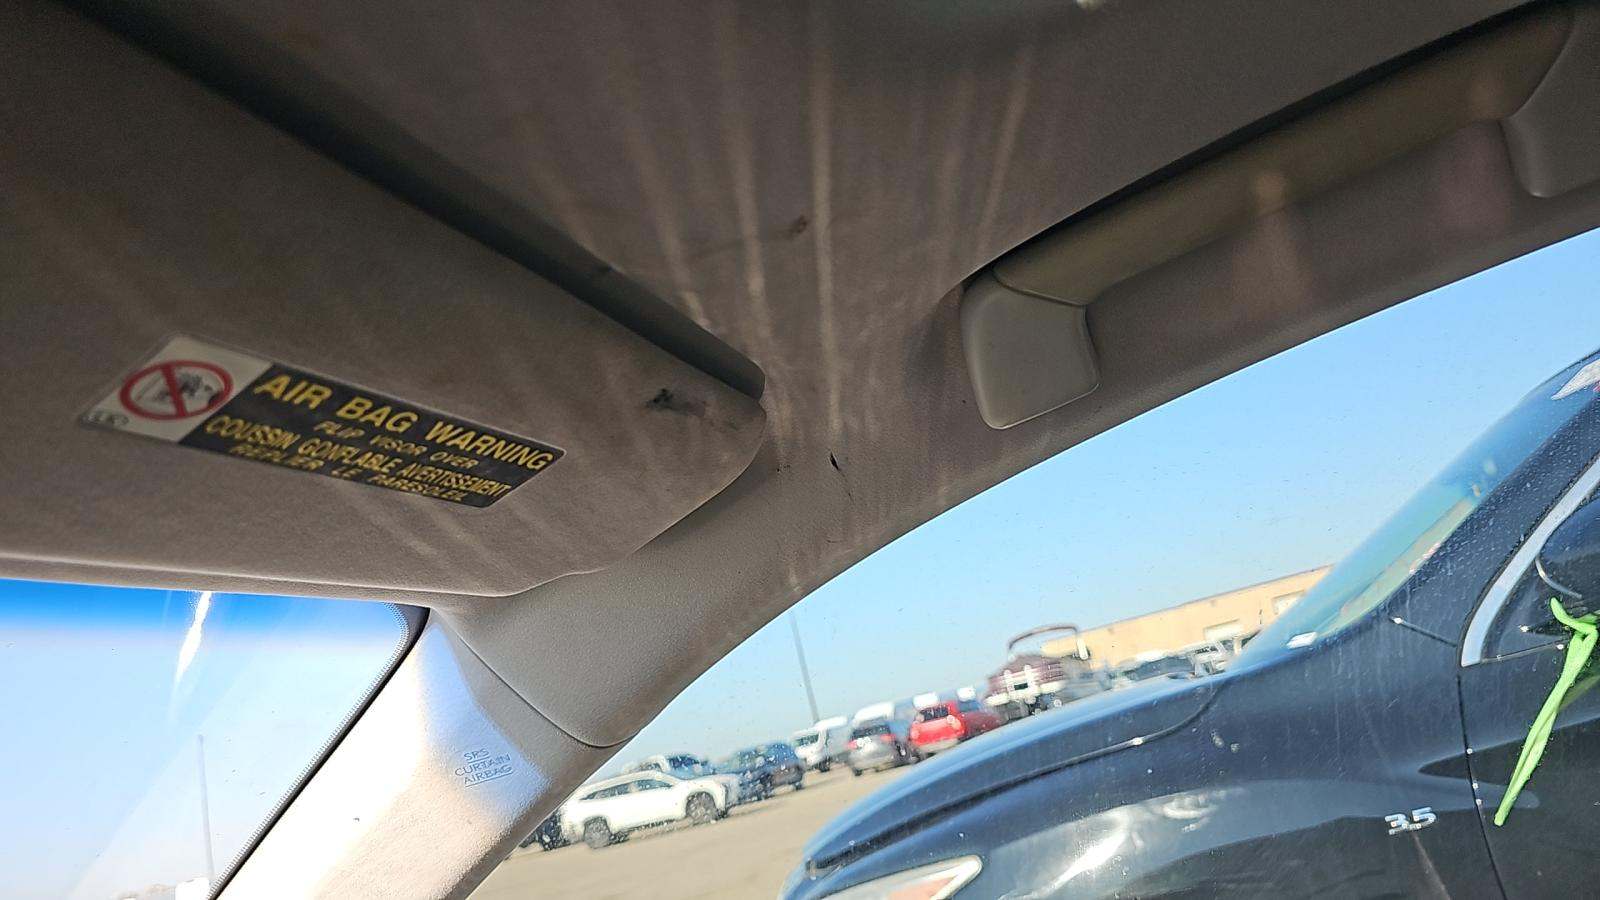 AIR BAG WARNING
FLIP VISOR OVER
COUSSIN GONFLABLE AVERTISSEMENT
REPLIER LE PARESOLEIL
SRS
CURTAIN
AIRBAG
3.5